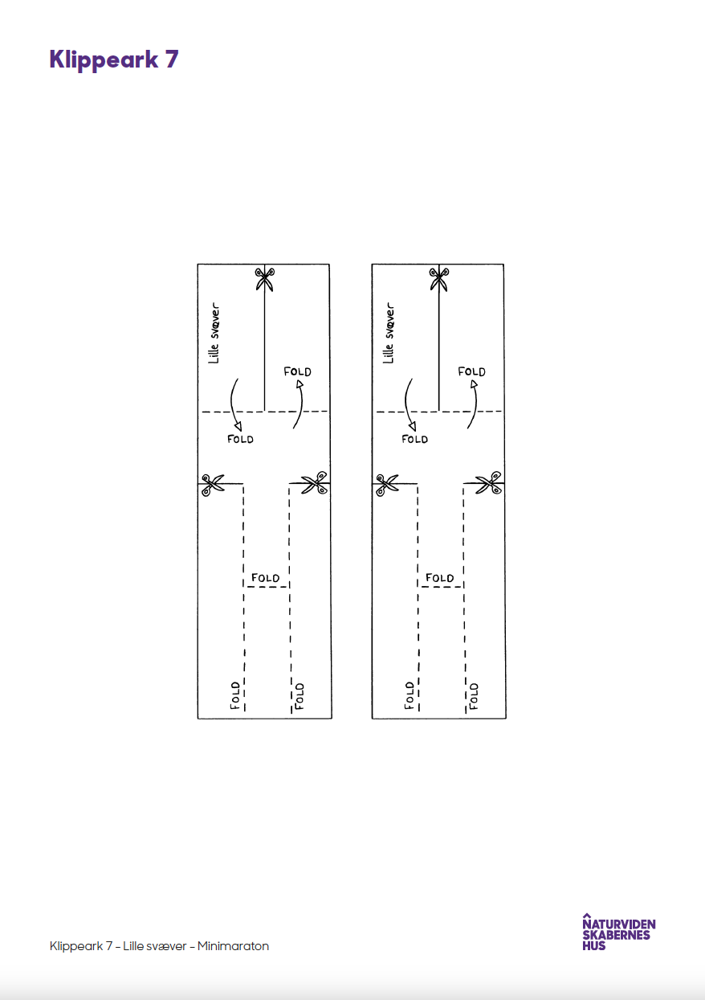 Klippeark 7
Lille svæver
FOLD
FOLD
FOLD
FOLD
FOLD
Lille svæver
FOLD
FOLD
FOLD
FOLD
FOLD
Klippeark 7 – Lille svæver – Minimaraton
NATURVIDEN
SKABERNES
HUS